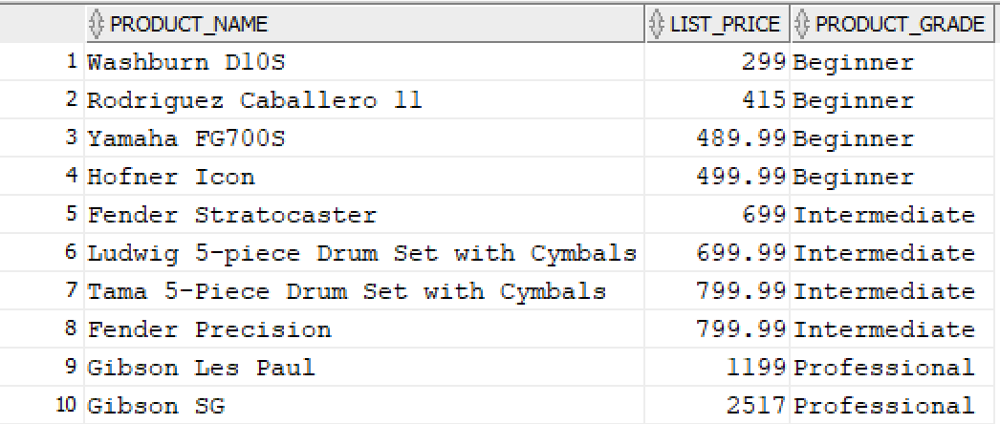 PRODUCT_NAME LIST_PRICE PRODUCT_GRADE
1 Washburn D10S 299 Beginner
2 Rodriguez Caballero 11 415 Beginner
3 Yamaha FG700S 489.99 Beginner
4 Hofner Icon 499.99 Beginner
5 Fender Stratocaster 699 Intermediate
6 Ludwig 5-piece Drum Set with Cymbals 699.99 Intermediate
7 Tama 5-Piece Drum Set with Cymbals 799.99 Intermediate
8 Fender Precision 799.99 Intermediate
9 Gibson Les Paul 1199 Professional
10 Gibson SG 2517 Professional